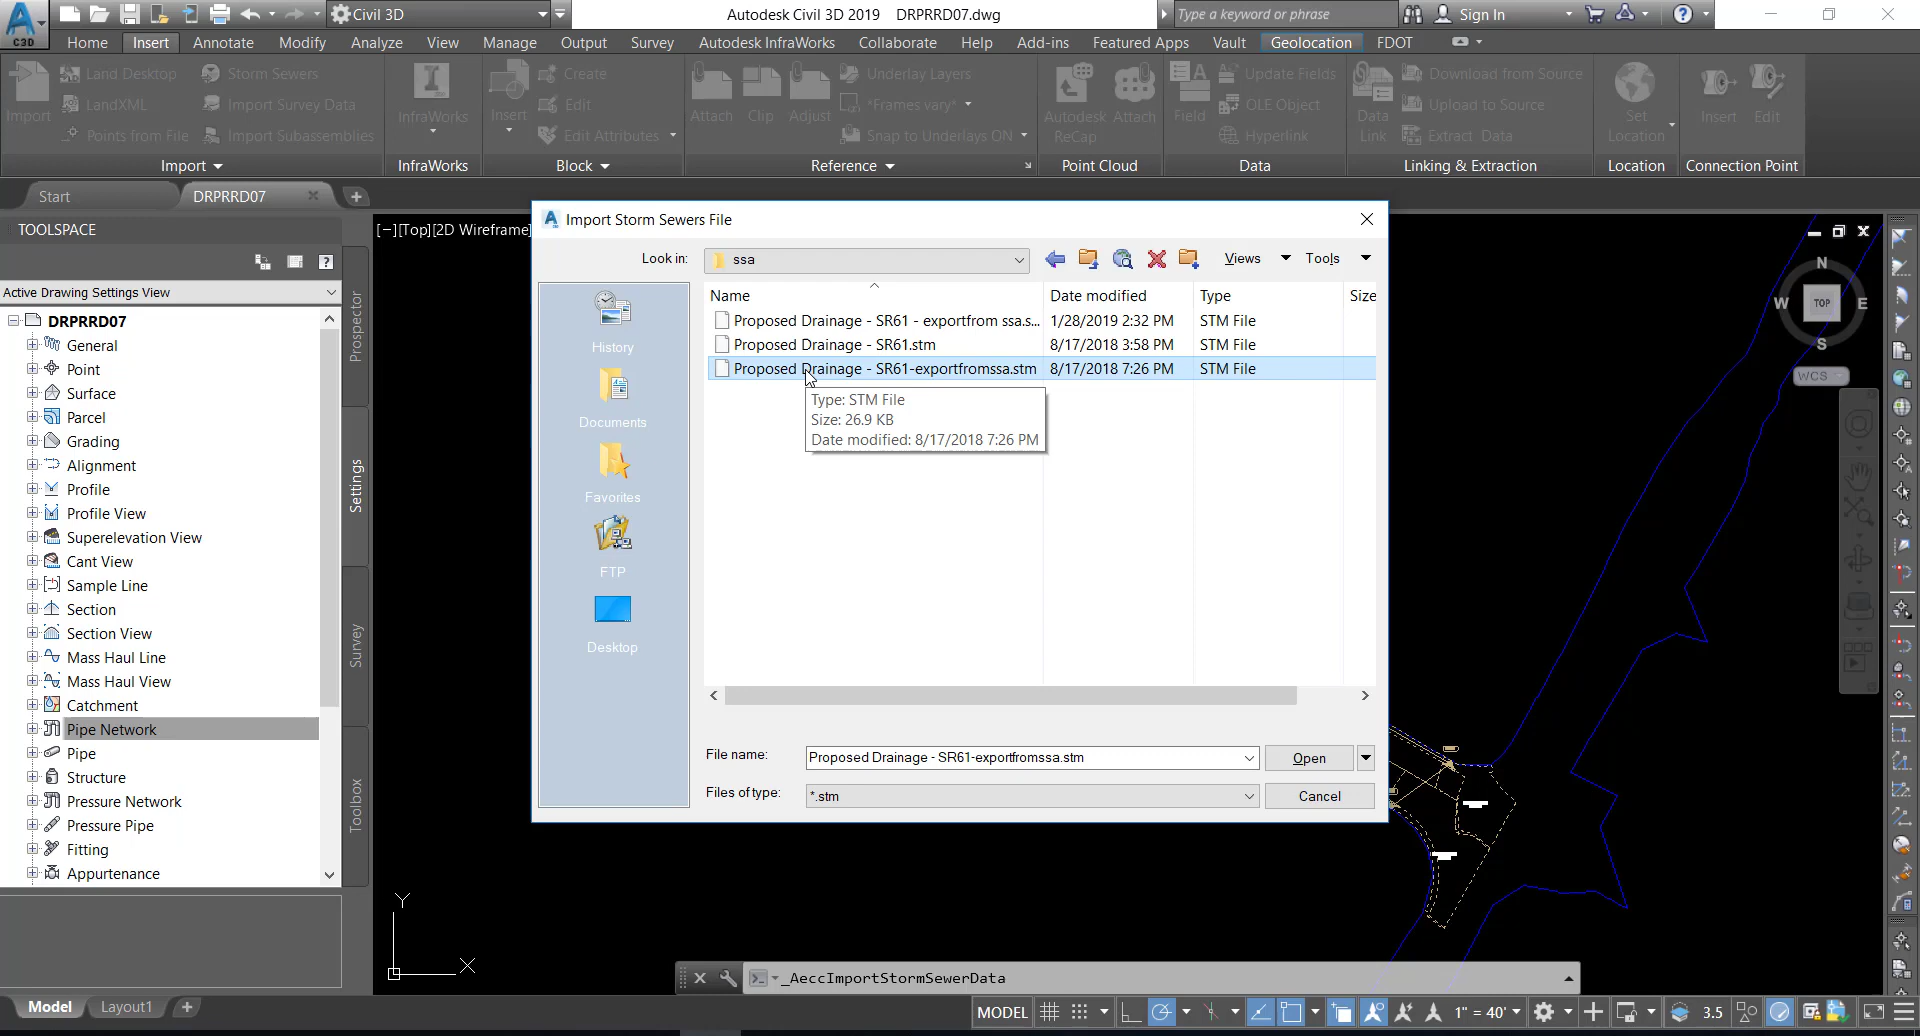 Civil 3D
Autodesk Civil 3D 2019 DRPRRD07.dwg
Type a keyword or phrase
Sign In
C3D
Home Insert Annotate Modify Analyze View Manage Output Survey Autodesk InfraWorks Collaborate Help Add-ins Featured Apps Vault Geolocation FDOT
Import
Land Desktop
LandXML
Points from File
Storm Sewers
Import Survey Data
Import Subassemblies
InfraWorks
Insert
Create
Edit
Edit Attributes
Attach
Clip
Adjust
Underlay Layers
*Frames vary*
Snap to Underlays ON
Autodesk
ReCap
Attach
Field
Update Fields
OLE Object
Hyperlink
Data
Link
Download from Source
Upload to Source
Extract Data
Set
Location
Insert
Edit
Import InfraWorks Block Reference Point Cloud Data Linking & Extraction Location Connection Point
Start
DRPRRD07
TOOLSPACE
Active Drawing Settings View
DRPRRD07
General
Point
Surface
Parcel
Grading
Alignment
Profile
Profile View
Superelevation View
Cant View
Sample Line
Section
Section View
Mass Haul Line
Mass Haul View
Catchment
Pipe Network
Pipe
Structure
Pressure Network
Pressure Pipe
Fitting
Appurtenance
Prospector
Settings
Survey
Toolbox
[−][Top][2D Wireframe]
Import Storm Sewers File
Look in:
ssa
Views
Tools
History
Documents
Favorites
FTP
Desktop
Name Date modified Type Size
Proposed Drainage - SR61 - exportfrom ssa.s... 1/28/2019 2:32 PM STM File
Proposed Drainage - SR61.stm 8/17/2018 3:58 PM STM File
Proposed Drainage - SR61-exportfromssa.stm 8/17/2018 7:26 PM STM File
Type: STM File
Size: 26.9 KB
Date modified: 8/17/2018 7:26 PM
File name:
Proposed Drainage - SR61-exportfromssa.stm
Open
Files of type:
*.stm
Cancel
N
W
TOP
E
S
WCS
Y
X
_AeccImportStormSewerData
Model
Layout1
MODEL
1" = 40'
3.5